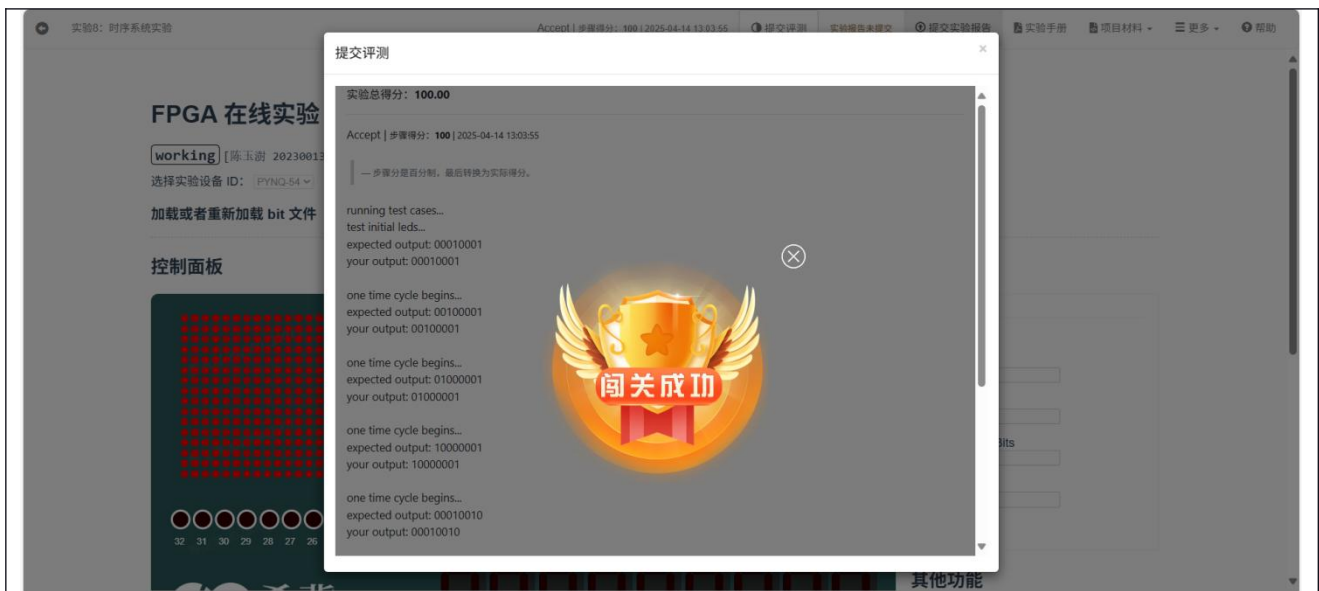 实验8：时序系统实验
Accept | 步骤得分：100 | 2025-04-14 13:03:55
提交评测
实验报告未提交
提交实验报告
实验手册
项目材料
更多
帮助
提交评测
×
实验总得分：100.00
Accept | 步骤得分：100 | 2025-04-14 13:03:55
— 步骤分是百分制，最后转换为实际得分。
running test cases...
test initial leds...
expected output: 00010001
your output: 00010001
one time cycle begins...
expected output: 00100001
your output: 00100001
one time cycle begins...
expected output: 01000001
your output: 01000001
one time cycle begins...
expected output: 10000001
your output: 10000001
one time cycle begins...
expected output: 00010010
your output: 00010010
闯关成功
FPGA 在线实验
working [陈玉澍 20230013
选择实验设备 ID： PYNQ-54
加载或者重新加载 bit 文件
控制面板
32 31 30 29 28 27 26
Bits
其他功能